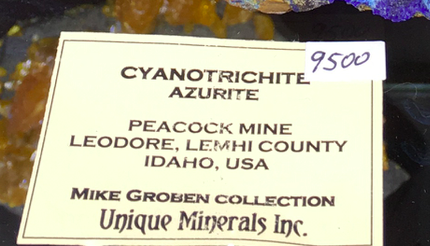 9500
CYANOTRICHITE
AZURITE
PEACOCK MINE
LEODORE, LEMHI COUNTY
IDAHO, USA
MIKE GROBEN COLLECTION
Unique Minerals Inc.